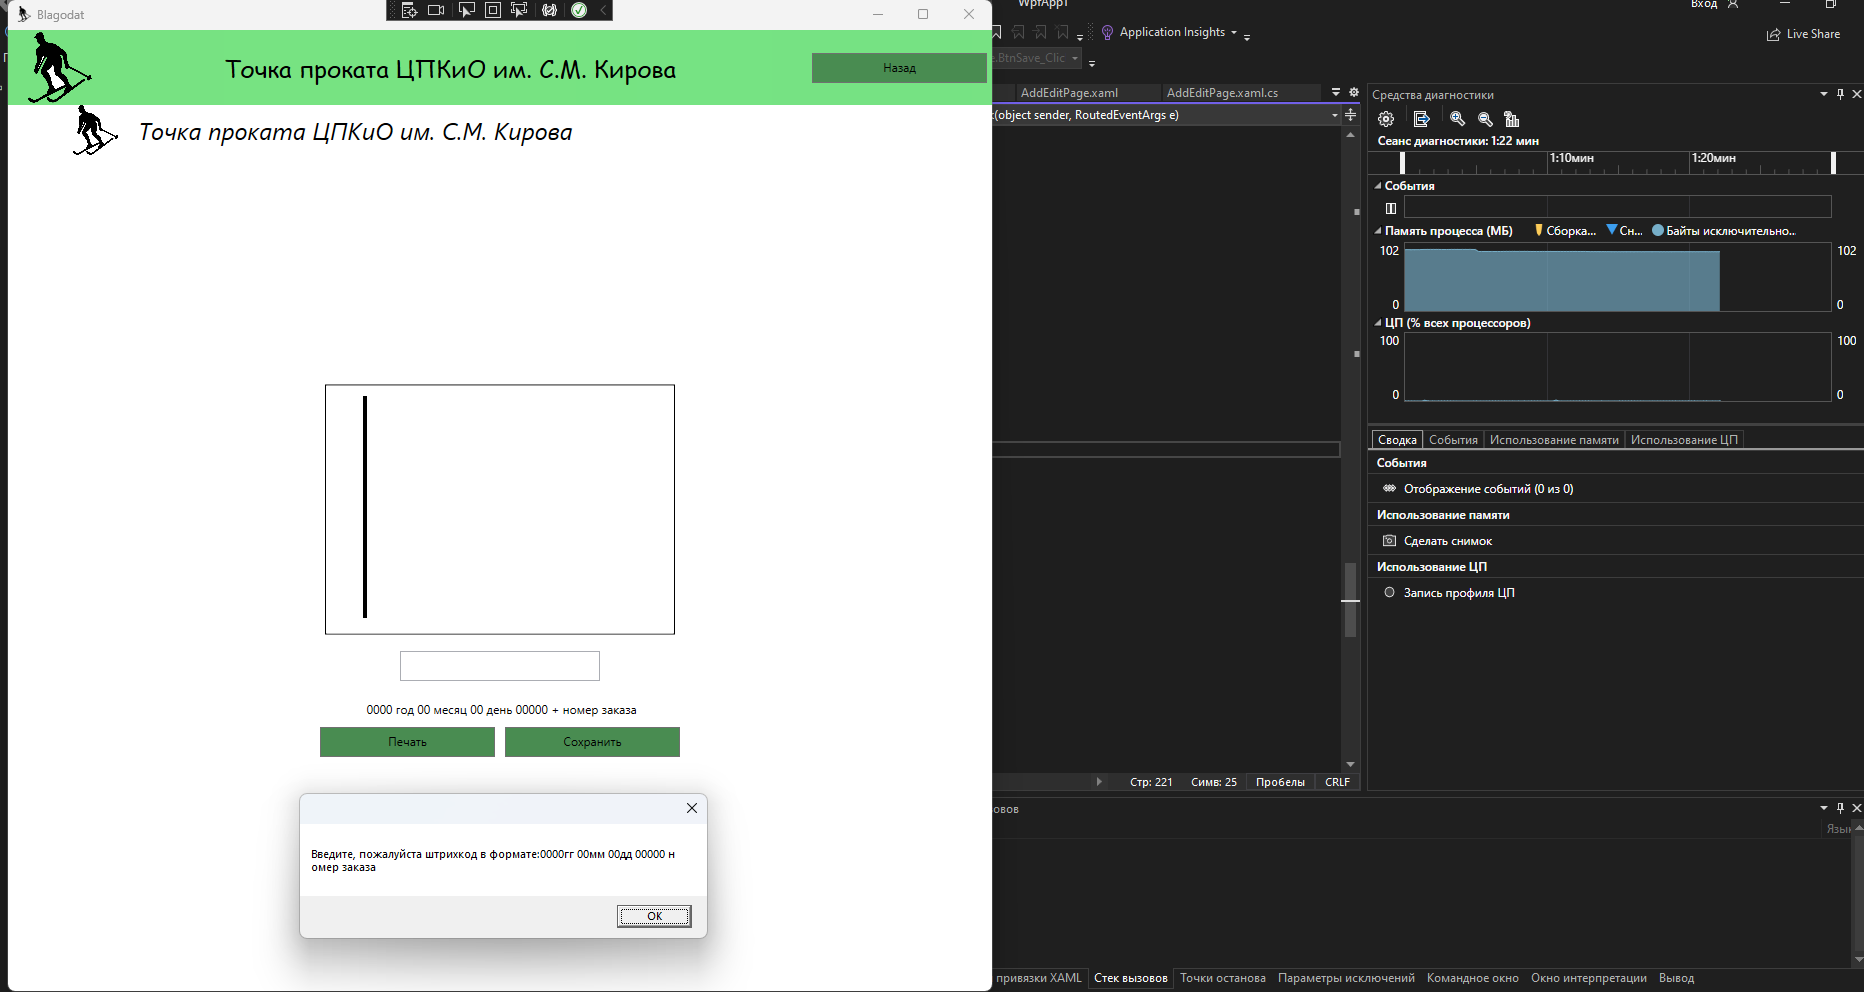 Blagodat
Точка проката ЦПКиО им. С.М. Кирова
Назад
Точка проката ЦПКиО им. С.М. Кирова
0000 год 00 месяц 00 день 00000 + номер заказа
Печать
Сохранить
Введите, пожалуйста штрихкод в формате:0000гг 00мм 00дд 00000 н
омер заказа
OK
WpfApp1
Вход
Application Insights
Live Share
.BtnSave_Clic
AddEditPage.xaml
AddEditPage.xaml.cs
(object sender, RoutedEventArgs e)
Стр: 221
Симв: 25
Пробелы
CRLF
Средства диагностики
Сеанс диагностики: 1:22 мин
1:10мин
1:20мин
События
Память процесса (МБ)
Сборка...
Сн...
Байты исключительно...
102
102
0
0
ЦП (% всех процессоров)
100
100
0
0
Сводка
События
Использование памяти
Использование ЦП
События
Отображение событий (0 из 0)
Использование памяти
Сделать снимок
Использование ЦП
Запись профиля ЦП
зовов
Язык
привязки XAML
Стек вызовов
Точки останова
Параметры исключений
Командное окно
Окно интерпретации
Вывод